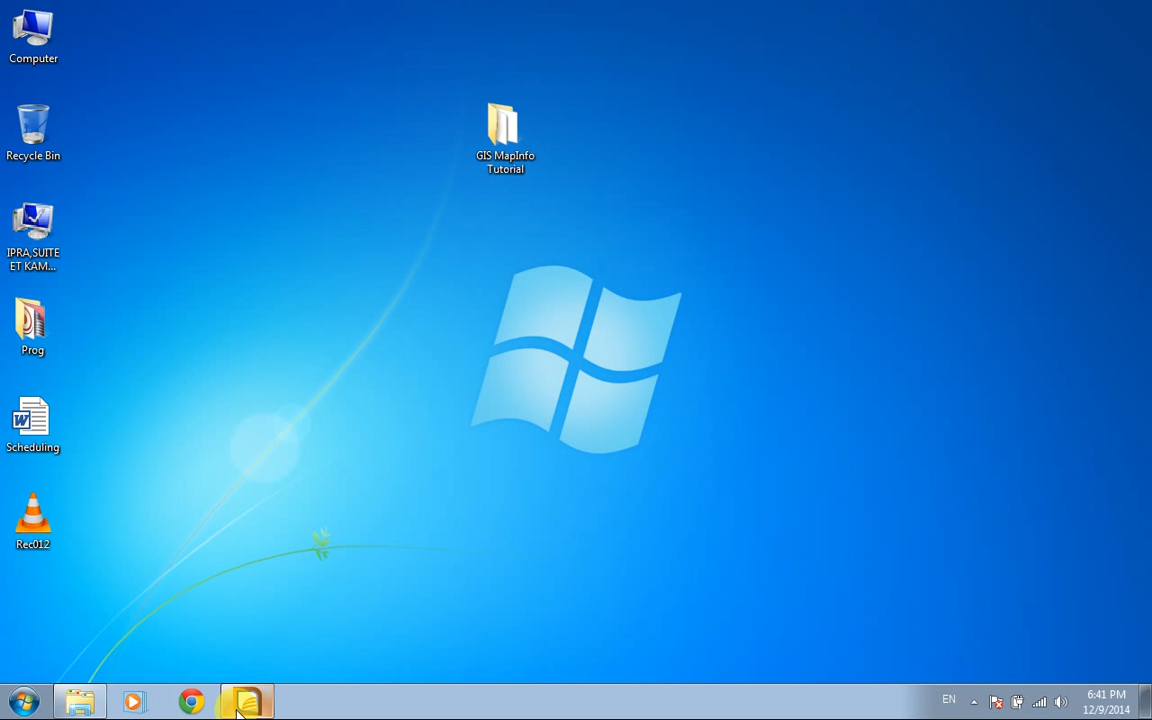 Computer
Recycle Bin
IPRA,SUITE
ET KAM...
Prog
Scheduling
Rec012
GIS MapInfo
Tutorial
EN
6:41 PM
12/9/2014